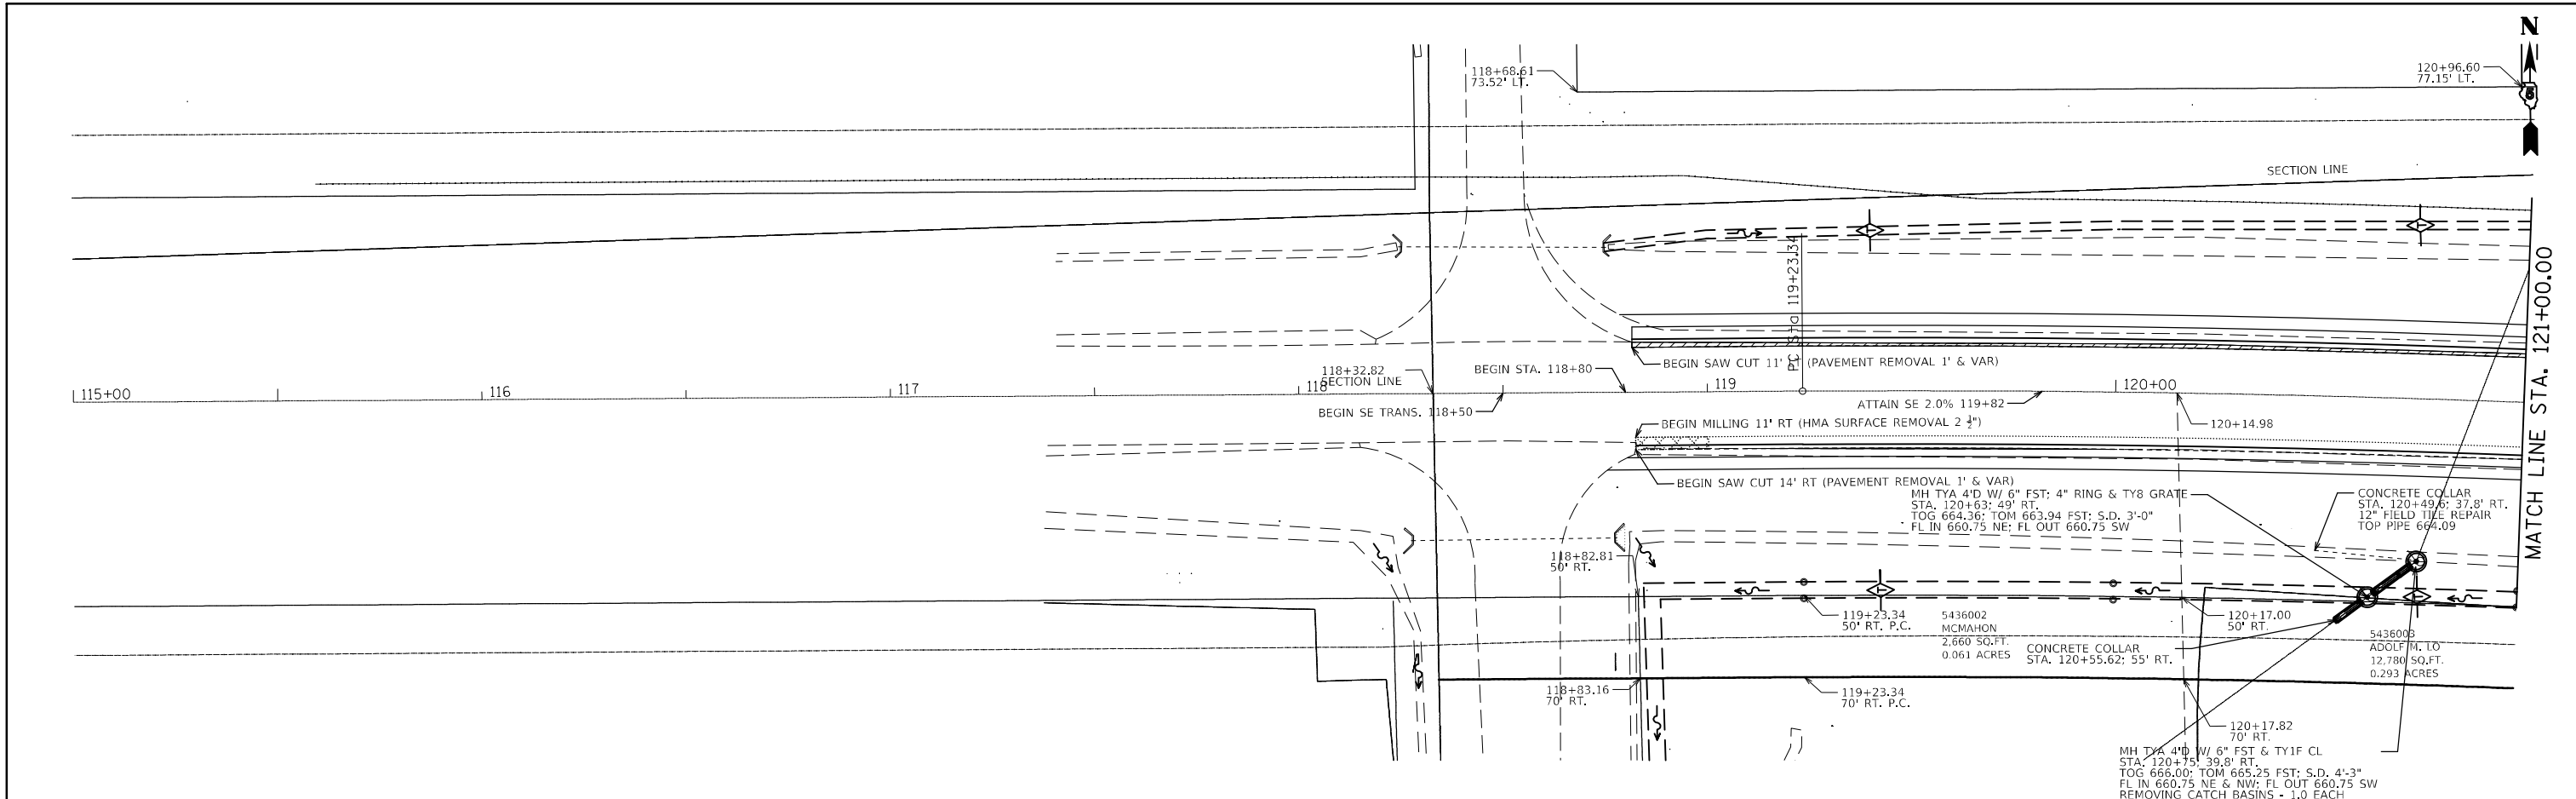 N
118+68.61
73.52' LT.
120+96.60
77.15' LT.
SECTION LINE
MATCH LINE STA. 121+00.00
PC Sta 119+23.34
BEGIN SAW CUT 11' LT (PAVEMENT REMOVAL 1' & VAR)
118+32.82
SECTION LINE
BEGIN STA. 118+80
115+00
116
117
118
119
120+00
BEGIN SE TRANS. 118+50
ATTAIN SE 2.0% 119+82
120+14.98
BEGIN MILLING 11' RT (HMA SURFACE REMOVAL 2 ½")
BEGIN SAW CUT 14' RT (PAVEMENT REMOVAL 1' & VAR)
MH TYA 4'D W/ 6" FST; 4" RING & TY8 GRATE
STA. 120+63; 49' RT.
TOG 664.36; TOM 663.94 FST; S.D. 3'-0"
FL IN 660.75 NE; FL OUT 660.75 SW
CONCRETE COLLAR
STA. 120+49.6; 37.8' RT.
12" FIELD TILE REPAIR
TOP PIPE 664.09
118+82.81
50' RT.
T
T
T
T
119+23.34
50' RT. P.C.
5436002
MCMAHON
2,660 SQ.FT.
0.061 ACRES
CONCRETE COLLAR
STA. 120+55.62; 55' RT.
120+17.00
50' RT.
5436003
ADOLF M. LO
12,780 SQ.FT.
0.293 ACRES
118+83.16
70' RT.
119+23.34
70' RT. P.C.
120+17.82
70' RT.
MH TYA 4'D W/ 6" FST & TY1F CL
STA. 120+75; 39.8' RT.
TOG 666.00; TOM 665.25 FST; S.D. 4'-3"
FL IN 660.75 NE & NW; FL OUT 660.75 SW
REMOVING CATCH BASINS - 1.0 EACH